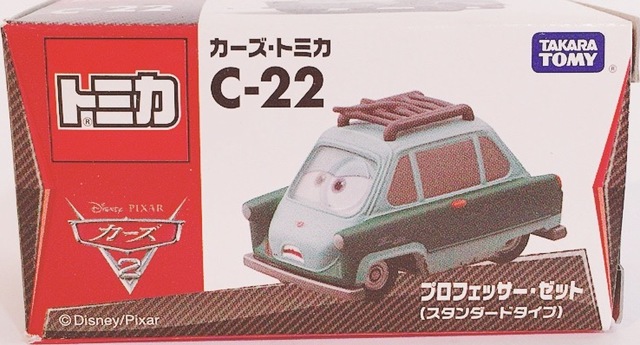 カーズ・トミカ
C-22
TAKARA
TOMY
®
トミカ
®
Disney PIXAR
カーズ
2
プロフェッサー・ゼット
(スタンダードタイプ)
©Disney/Pixar